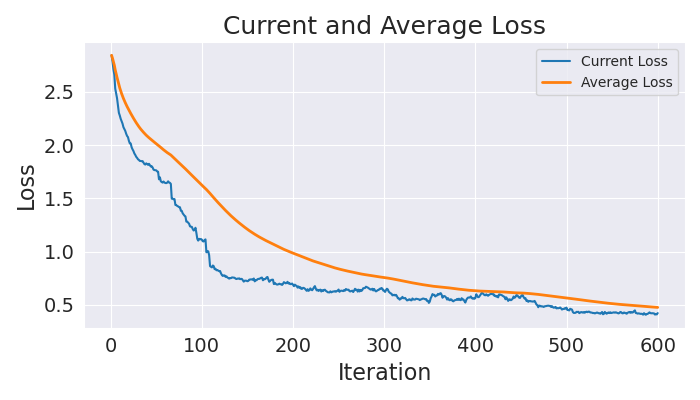 Current and Average Loss
Current Loss
Average Loss
2.5
2.0
1.5
1.0
0.5
Loss
0 100 200 300 400 500 600
Iteration